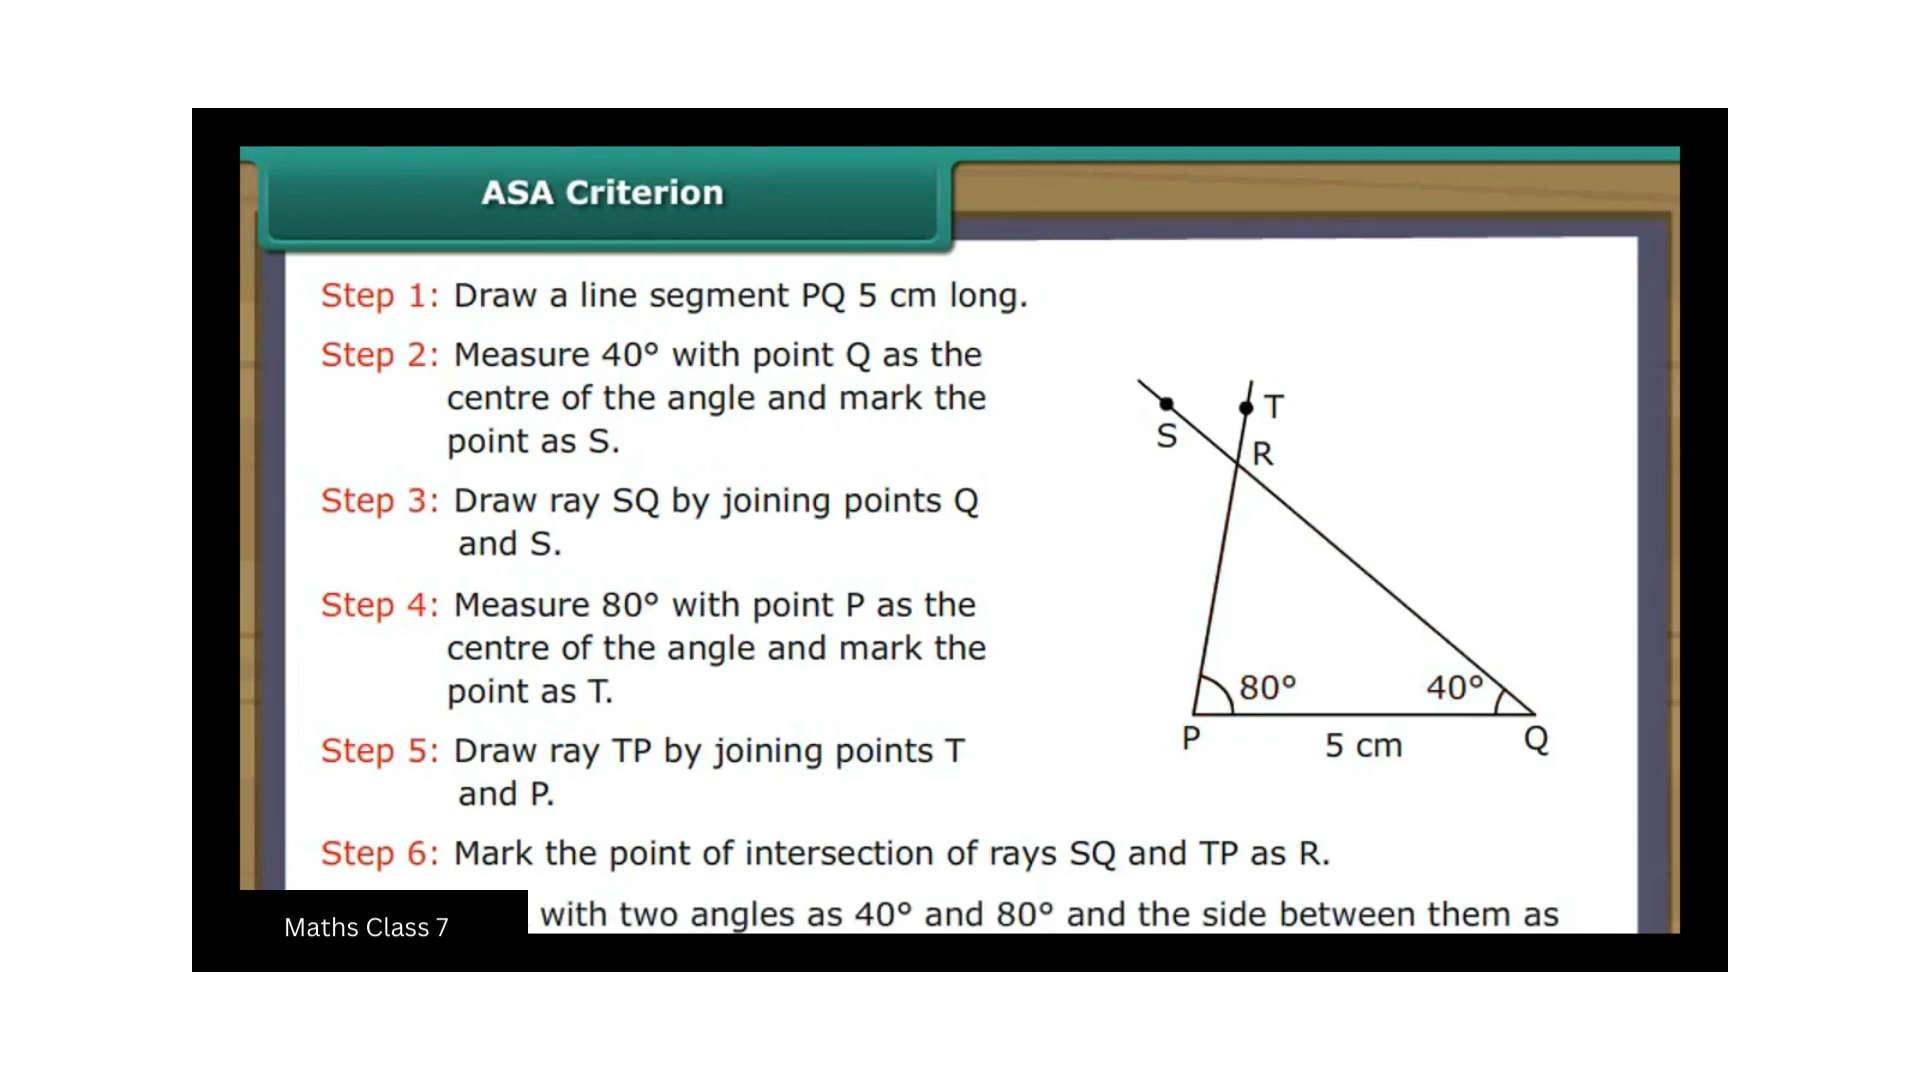 ASA Criterion
Step 1: Draw a line segment PQ 5 cm long.
Step 2: Measure 40° with point Q as the
centre of the angle and mark the
point as S.
Step 3: Draw ray SQ by joining points Q
and S.
Step 4: Measure 80° with point P as the
centre of the angle and mark the
point as T.
Step 5: Draw ray TP by joining points T
and P.
Step 6: Mark the point of intersection of rays SQ and TP as R.
with two angles as 40° and 80° and the side between them as
S
T
R
80°
40°
P
5 cm
Q
Maths Class 7